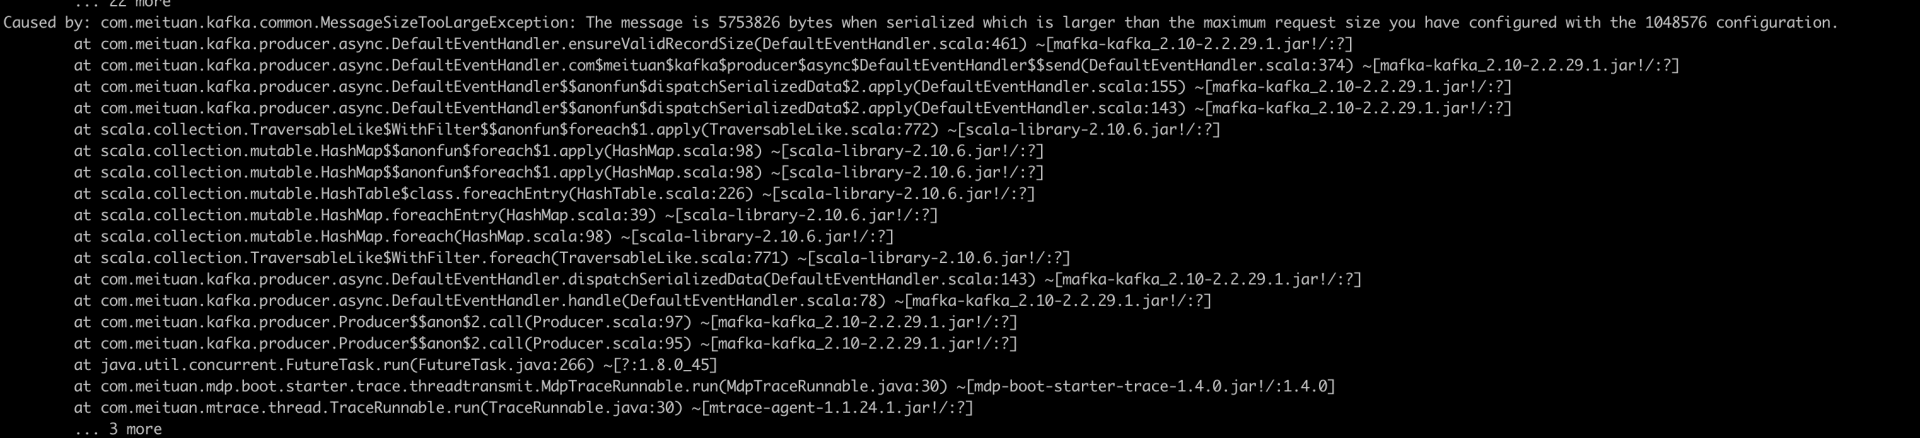 ... 22 more
Caused by: com.meituan.kafka.common.MessageSizeTooLargeException: The message is 5753826 bytes when serialized which is larger than the maximum request size you have configured with the 1048576 configuration.
at com.meituan.kafka.producer.async.DefaultEventHandler.ensureValidRecordSize(DefaultEventHandler.scala:461) ~[mafka-kafka_2.10-2.2.29.1.jar!/:?]
at com.meituan.kafka.producer.async.DefaultEventHandler.com$meituan$kafka$producer$async$DefaultEventHandler$$send(DefaultEventHandler.scala:374) ~[mafka-kafka_2.10-2.2.29.1.jar!/:?]
at com.meituan.kafka.producer.async.DefaultEventHandler$$anonfun$dispatchSerializedData$2.apply(DefaultEventHandler.scala:155) ~[mafka-kafka_2.10-2.2.29.1.jar!/:?]
at com.meituan.kafka.producer.async.DefaultEventHandler$$anonfun$dispatchSerializedData$2.apply(DefaultEventHandler.scala:143) ~[mafka-kafka_2.10-2.2.29.1.jar!/:?]
at scala.collection.TraversableLike$WithFilter$$anonfun$foreach$1.apply(TraversableLike.scala:772) ~[scala-library-2.10.6.jar!/:?]
at scala.collection.mutable.HashMap$$anonfun$foreach$1.apply(HashMap.scala:98) ~[scala-library-2.10.6.jar!/:?]
at scala.collection.mutable.HashMap$$anonfun$foreach$1.apply(HashMap.scala:98) ~[scala-library-2.10.6.jar!/:?]
at scala.collection.mutable.HashTable$class.foreachEntry(HashTable.scala:226) ~[scala-library-2.10.6.jar!/:?]
at scala.collection.mutable.HashMap.foreachEntry(HashMap.scala:39) ~[scala-library-2.10.6.jar!/:?]
at scala.collection.mutable.HashMap.foreach(HashMap.scala:98) ~[scala-library-2.10.6.jar!/:?]
at scala.collection.TraversableLike$WithFilter.foreach(TraversableLike.scala:771) ~[scala-library-2.10.6.jar!/:?]
at com.meituan.kafka.producer.async.DefaultEventHandler.dispatchSerializedData(DefaultEventHandler.scala:143) ~[mafka-kafka_2.10-2.2.29.1.jar!/:?]
at com.meituan.kafka.producer.async.DefaultEventHandler.handle(DefaultEventHandler.scala:78) ~[mafka-kafka_2.10-2.2.29.1.jar!/:?]
at com.meituan.kafka.producer.Producer$$anon$2.call(Producer.scala:97) ~[mafka-kafka_2.10-2.2.29.1.jar!/:?]
at com.meituan.kafka.producer.Producer$$anon$2.call(Producer.scala:95) ~[mafka-kafka_2.10-2.2.29.1.jar!/:?]
at java.util.concurrent.FutureTask.run(FutureTask.java:266) ~[?:1.8.0_45]
at com.meituan.mdp.boot.starter.trace.threadtransmit.MdpTraceRunnable.run(MdpTraceRunnable.java:30) ~[mdp-boot-starter-trace-1.4.0.jar!/:1.4.0]
at com.meituan.mtrace.thread.TraceRunnable.run(TraceRunnable.java:30) ~[mtrace-agent-1.1.24.1.jar!/:?]
... 3 more